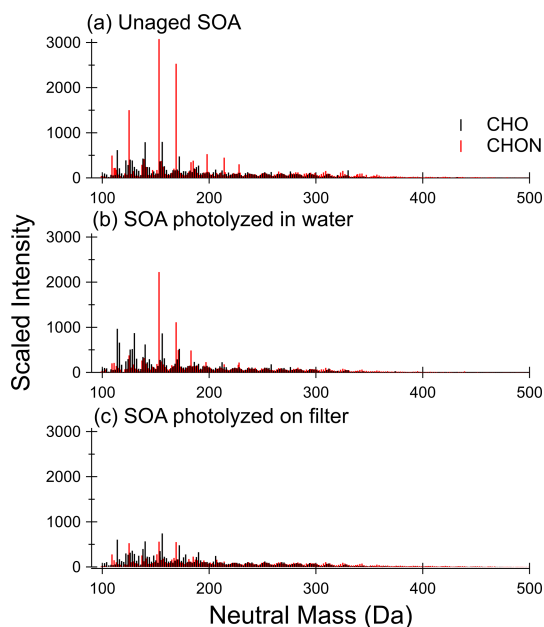 (a) Unaged SOA
3000
2000
1000
0
100 200 300 400 500
CHO
CHON
(b) SOA photolyzed in water
3000
2000
1000
0
100 200 300 400 500
(c) SOA photolyzed on filter
3000
2000
1000
0
100 200 300 400 500
Scaled Intensity
Neutral Mass (Da)